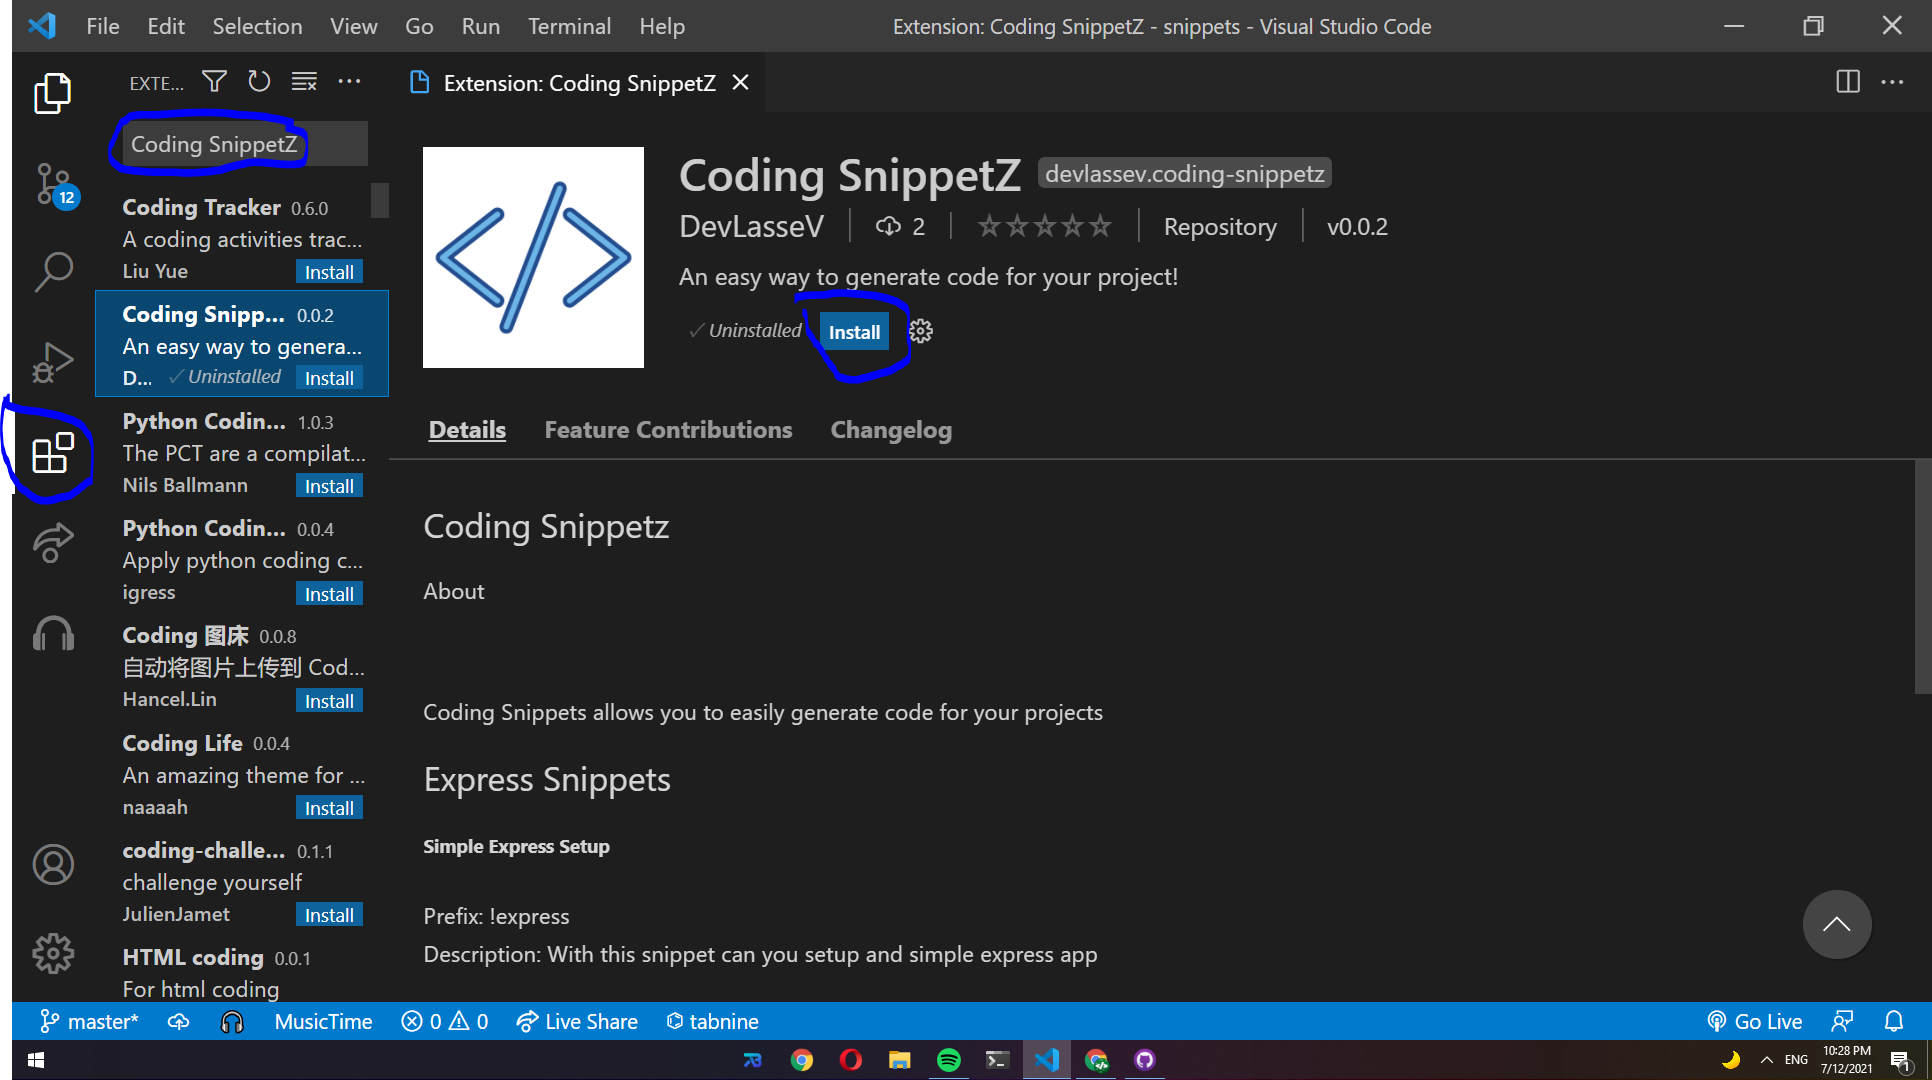 File Edit Selection View Go Run Terminal Help
Extension: Coding SnippetZ - snippets - Visual Studio Code
EXTE...
Extension: Coding SnippetZ
Coding SnippetZ
12
Coding Tracker 0.6.0
A coding activities trac...
Liu Yue Install
Coding Snipp... 0.0.2
An easy way to genera...
D... ✓Uninstalled Install
Python Codin... 1.0.3
The PCT are a compilat...
Nils Ballmann Install
Python Codin... 0.0.4
Apply python coding c...
igress Install
Coding 图床 0.0.8
自动将图片上传到 Cod...
Hancel.Lin Install
Coding Life 0.0.4
An amazing theme for ...
naaaah Install
coding-challe... 0.1.1
challenge yourself
JulienJamet Install
HTML coding 0.0.1
For html coding
Coding SnippetZ devlassev.coding-snippetz
DevLasseV 2 Repository v0.0.2
An easy way to generate code for your project!
✓Uninstalled Install
Details Feature Contributions Changelog
Coding Snippetz
About
Coding Snippets allows you to easily generate code for your projects
Express Snippets
Simple Express Setup
Prefix: !express
Description: With this snippet can you setup and simple express app
master* MusicTime 0 0 Live Share tabnine Go Live
ENG
10:28 PM
7/12/2021
1